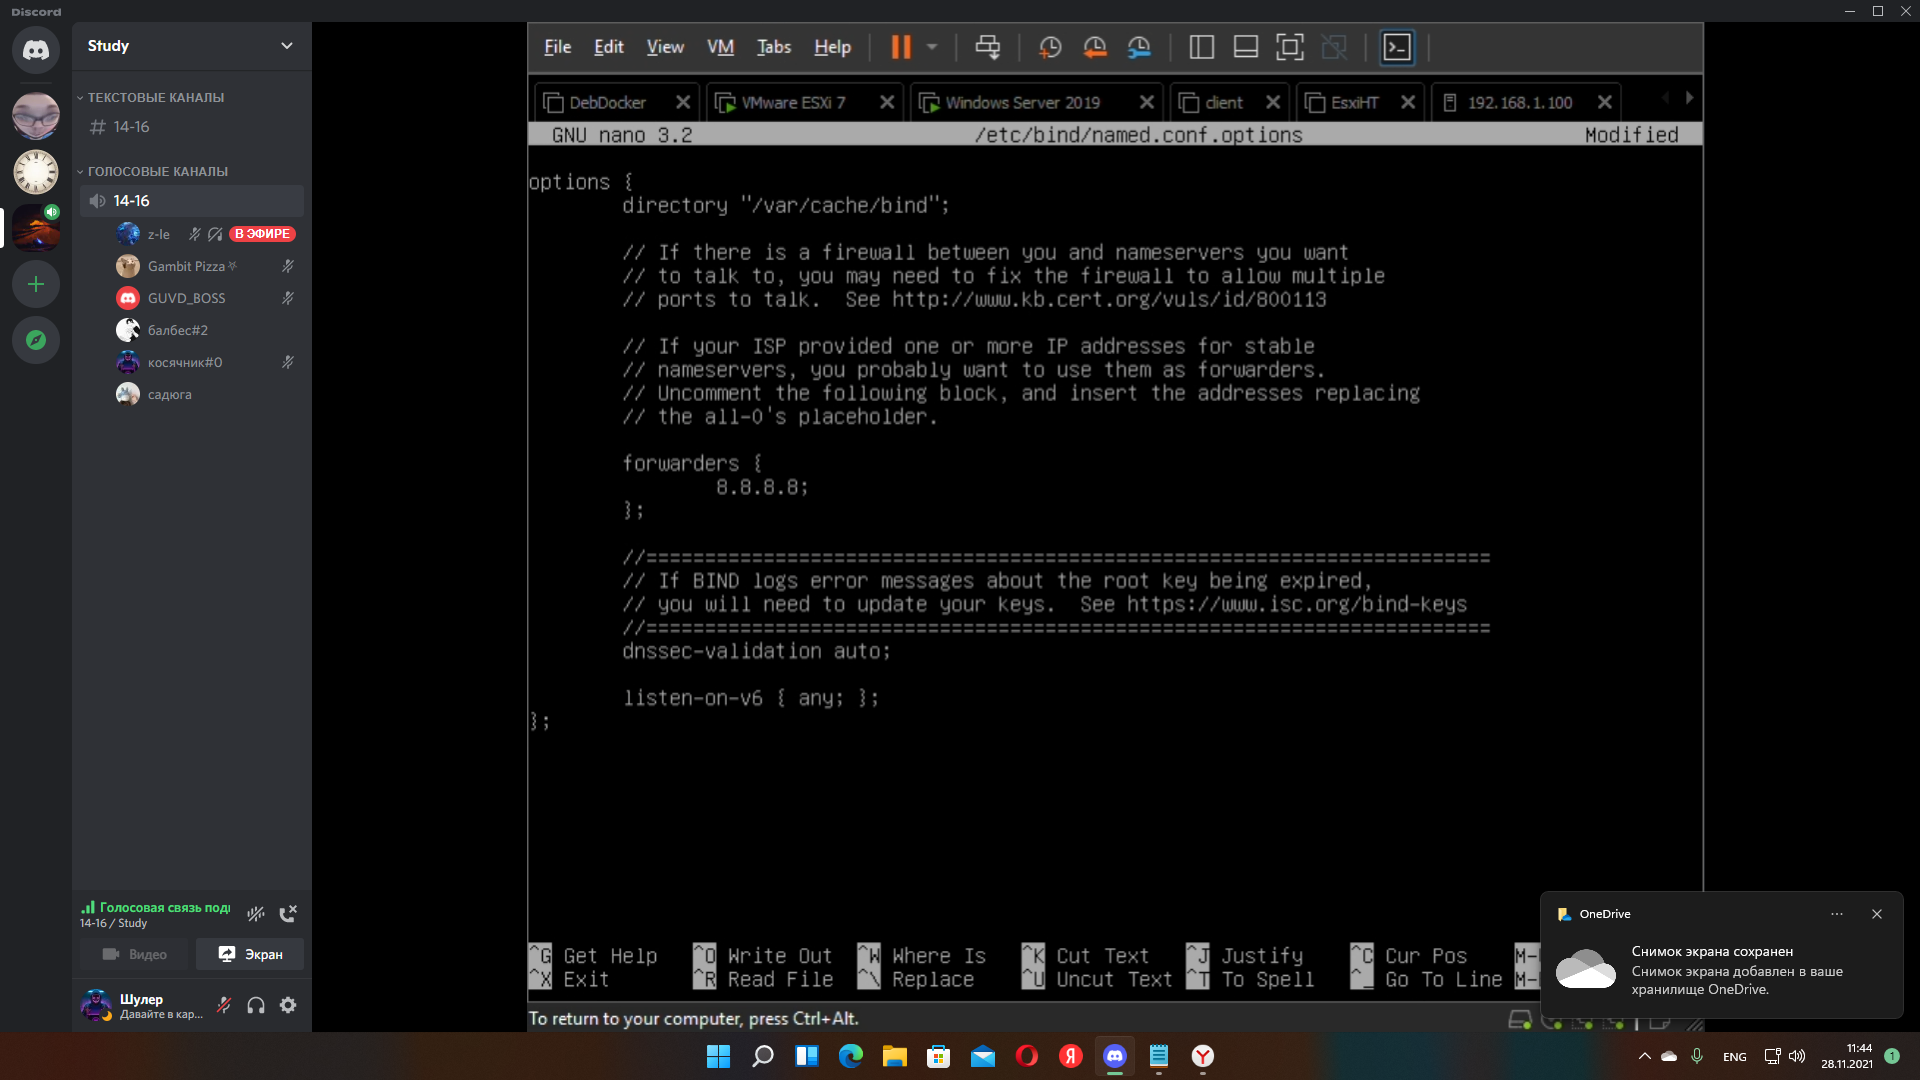 Discord
Study
ТЕКСТОВЫЕ КАНАЛЫ
# 14-16
ГОЛОСОВЫЕ КАНАЛЫ
14-16
z-le В ЭФИРЕ
Gambit Pizza
GUVD_BOSS
балбес#2
косячник#0
садюга
Голосовая связь
14-16 / Study
Видео
Экран
Шулер
Давайте в кар...
File Edit View VM Tabs Help
DebDocker
VMware ESXi 7
Windows Server 2019
client
EsxiHT
192.168.1.100
GNU nano 3.2 /etc/bind/named.conf.options Modified
options {
directory "/var/cache/bind";
// If there is a firewall between you and nameservers you want
// to talk to, you may need to fix the firewall to allow multiple
// ports to talk.  See http://www.kb.cert.org/vuls/id/800113
// If your ISP provided one or more IP addresses for stable
// nameservers, you probably want to use them as forwarders.
// Uncomment the following block, and insert the addresses replacing
// the all-0's placeholder.
forwarders {
8.8.8.8;
};
//========================================================================
// If BIND logs error messages about the root key being expired,
// you will need to update your keys.  See https://www.isc.org/bind-keys
//========================================================================
dnssec-validation auto;
listen-on-v6 { any; };
};
^G Get Help ^O Write Out ^W Where Is ^K Cut Text ^J Justify ^C Cur Pos M-
^X Exit ^R Read File ^\ Replace ^U Uncut Text ^T To Spell ^_ Go To Line M-
To return to your computer, press Ctrl+Alt.
OneDrive
Снимок экрана сохранен
Снимок экрана добавлен в ваше
хранилище OneDrive.
ENG
11:44
28.11.2021
1